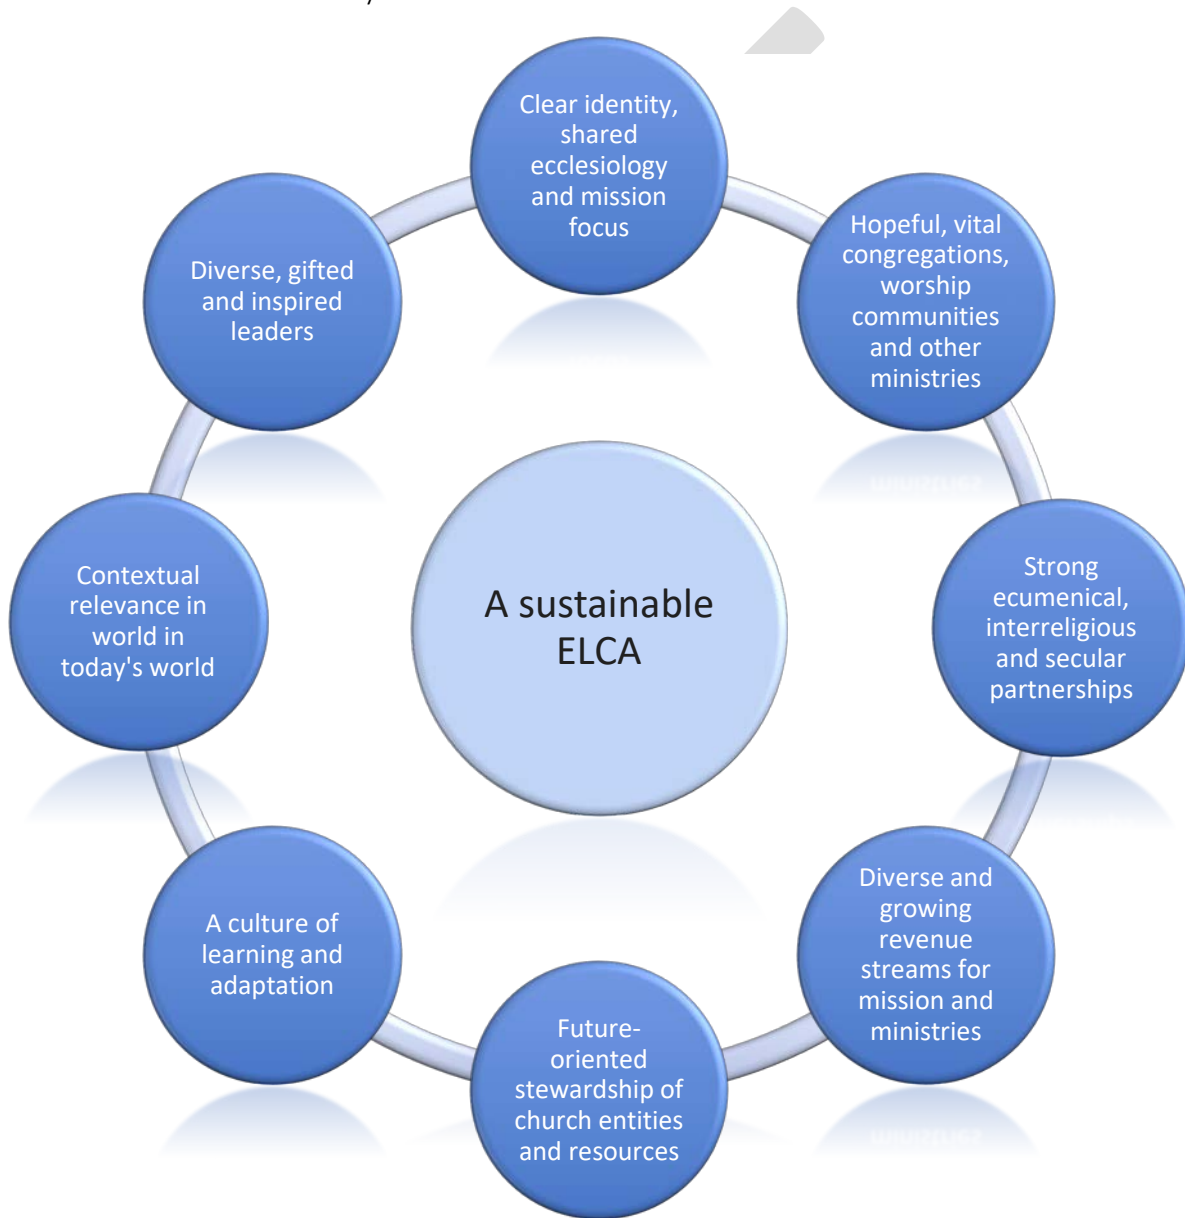 Clear identity,
shared
ecclesiology
and mission
focus
Hopeful, vital
congregations,
worship
communities
and other
ministries
Strong
ecumenical,
interreligious
and secular
partnerships
Diverse and
growing
revenue
streams for
mission and
ministries
Future-
oriented
stewardship of
church entities
and resources
A culture of
learning and
adaptation
Contextual
relevance in
world in
today's world
Diverse, gifted
and inspired
leaders
A sustainable
ELCA